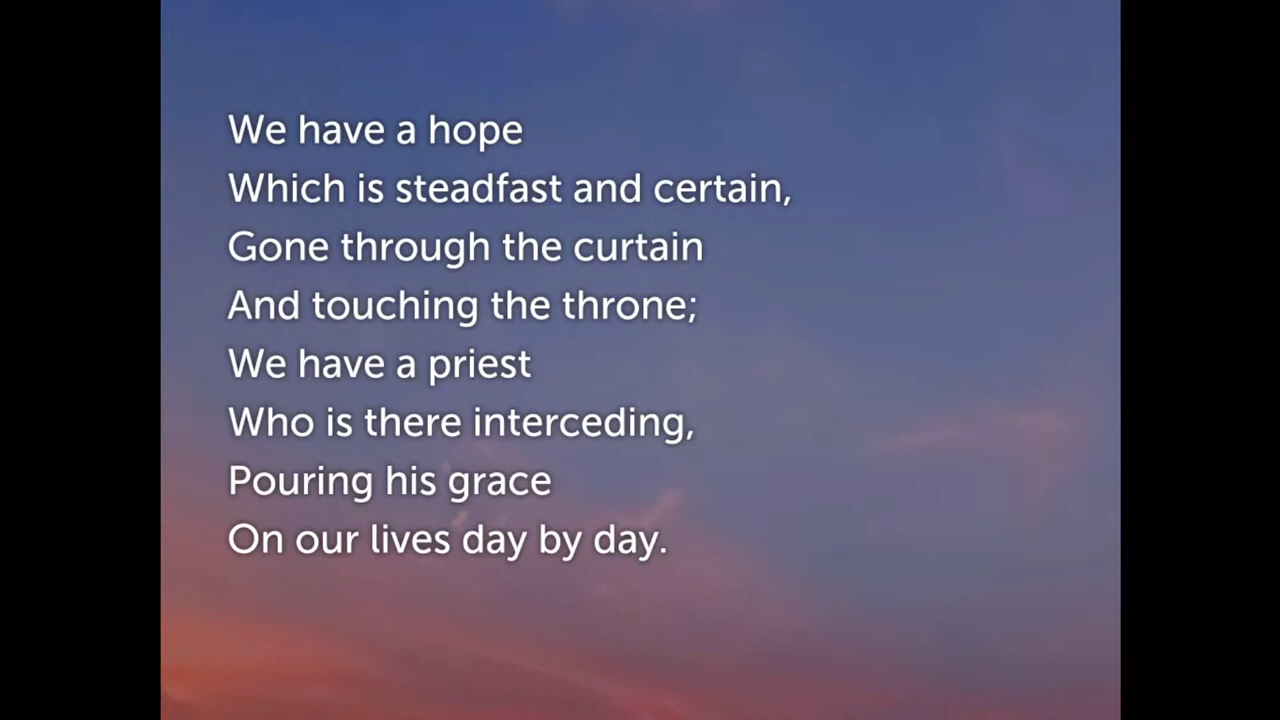 We have a hope
Which is steadfast and certain,
Gone through the curtain
And touching the throne;
We have a priest
Who is there interceding,
Pouring his grace
On our lives day by day.